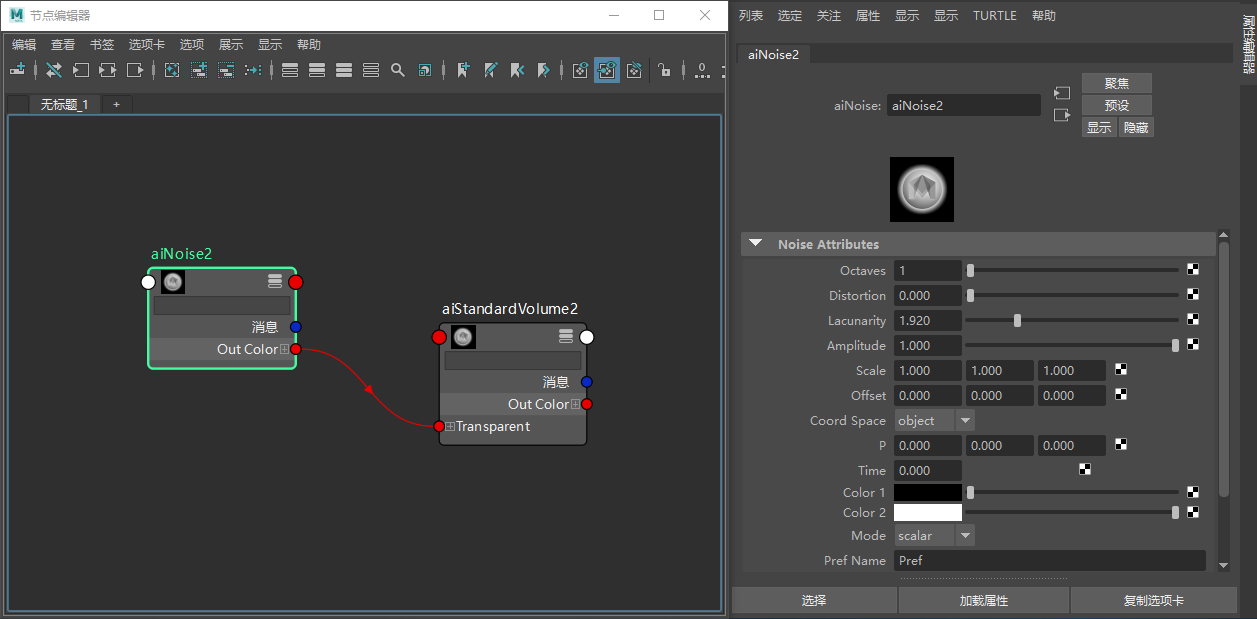 节点编辑器
编辑 查看 书签 选项卡 选项 展示 显示 帮助
无标题_1 +
aiNoise2
消息
Out Color
aiStandardVolume2
消息
Out Color
Transparent
列表 选定 关注 属性 显示 显示 TURTLE 帮助
属性编辑器
aiNoise2
aiNoise: aiNoise2
聚焦
预设
显示 隐藏
Noise Attributes
Octaves 1
Distortion 0.000
Lacunarity 1.920
Amplitude 1.000
Scale 1.000 1.000 1.000
Offset 0.000 0.000 0.000
Coord Space object
P 0.000 0.000 0.000
Time 0.000
Color 1
Color 2
Mode scalar
Pref Name Pref
选择 加载属性 复制选项卡